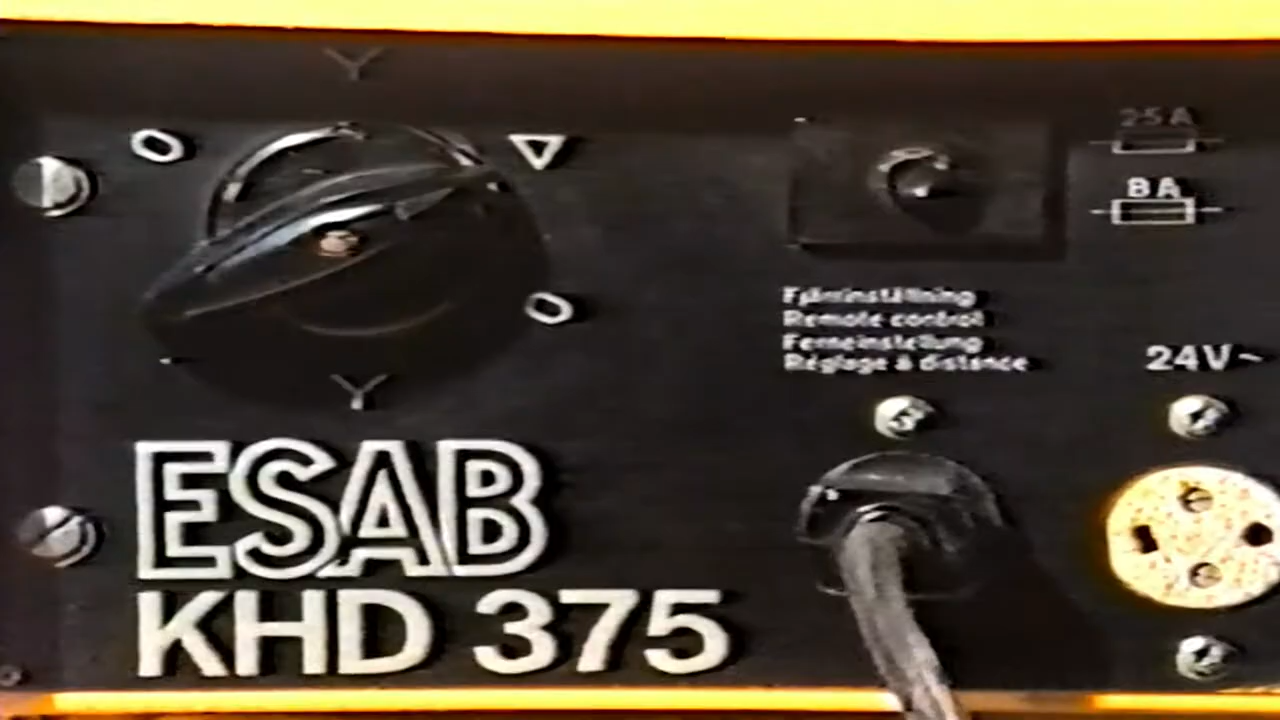 Y
O
O
Y
25A
8A
Fjärrinställning
Remote control
Ferneinstellung
Réglage à distance
24V~
ESAB
KHD 375